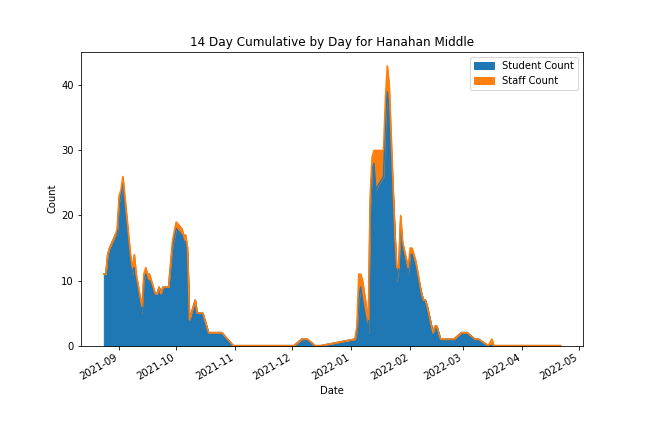 14 Day Cumulative by Day for Hanahan Middle
Student Count
Staff Count
40
30
20
10
0
Count
2021-09
2021-10
2021-11
2021-12
2022-01
2022-02
2022-03
2022-04
2022-05
Date